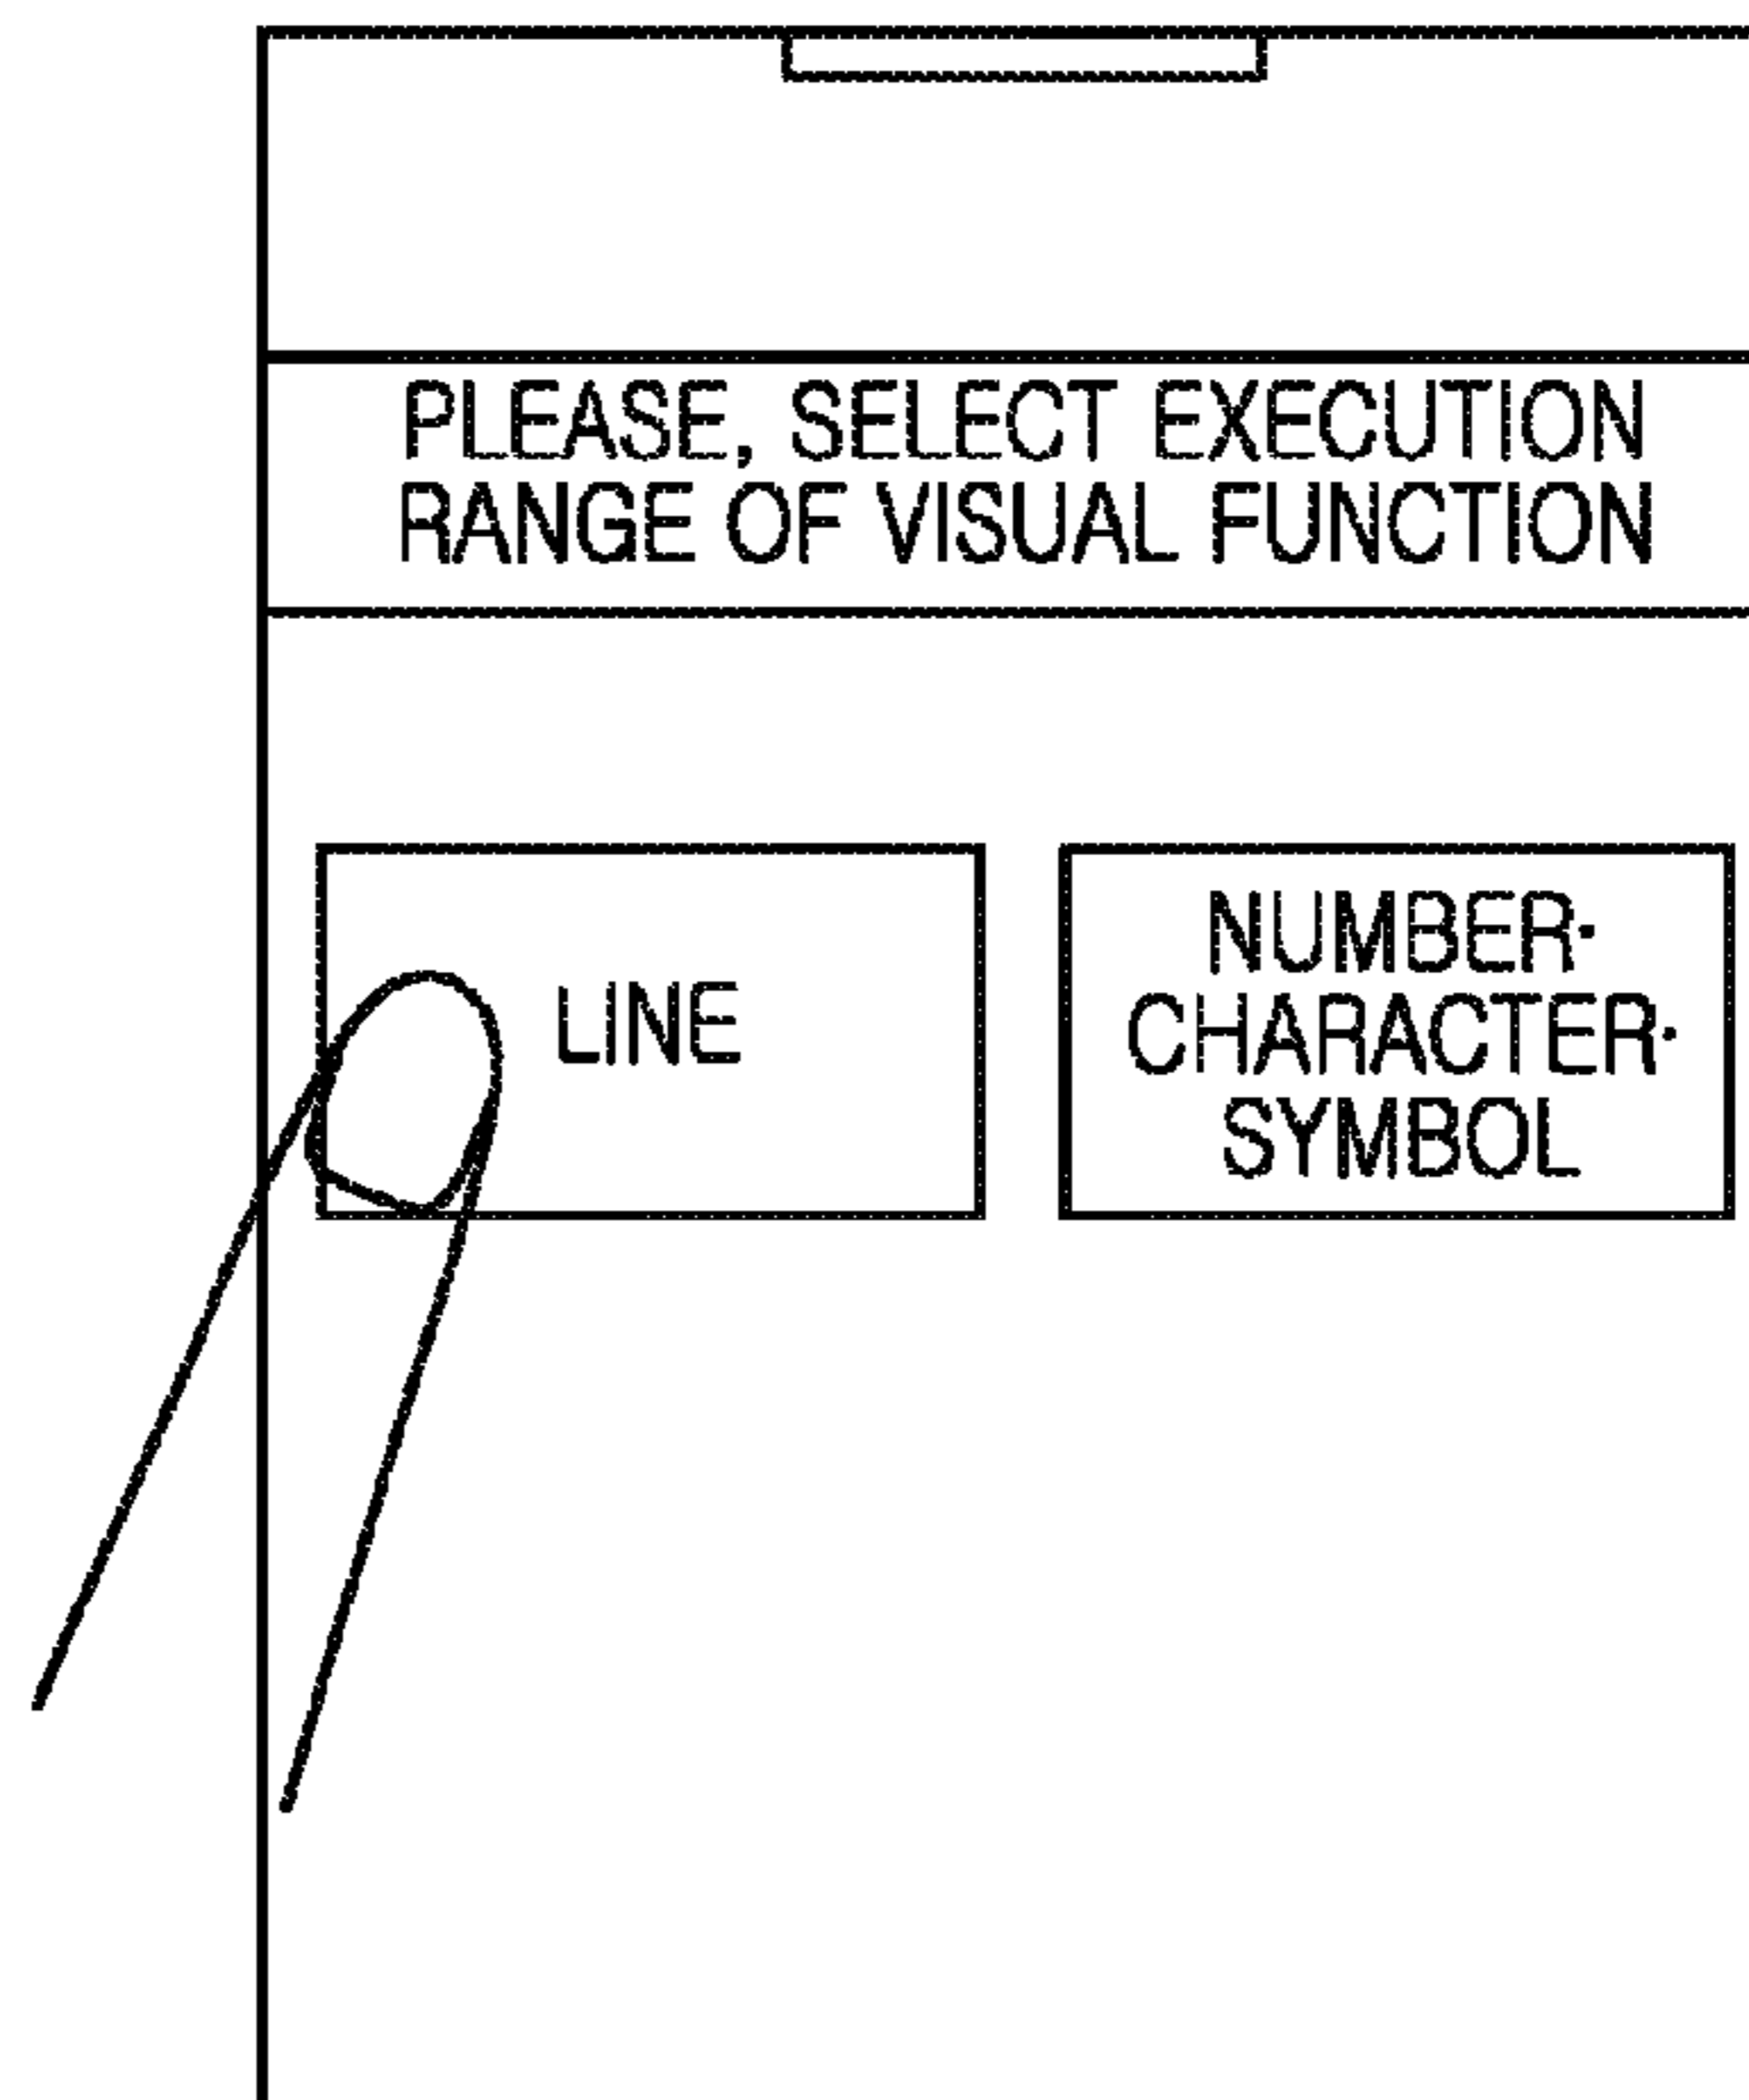 PLEASE, SELECT EXECUTION
RANGE OF VISUAL FUNCTION
LINE
NUMBER·
CHARACTER·
SYMBOL